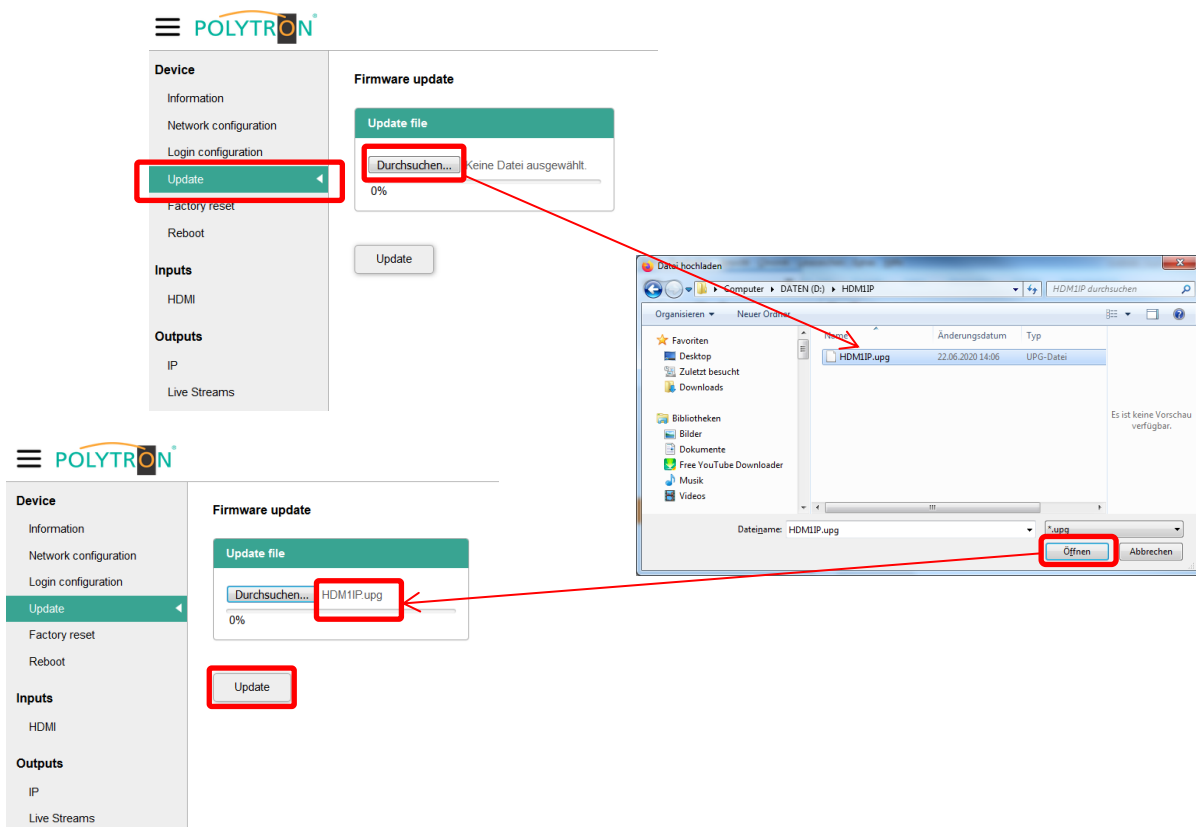 POLYTRON
Device
Information
Network configuration
Login configuration
Update
Factory reset
Reboot
Inputs
HDMI
Outputs
IP
Live Streams
Firmware update
Update file
Durchsuchen... Keine Datei ausgewählt.
0%
Update
Datei hochladen
Computer DATEN (D:) HDM1IP
HDM1IP durchsuchen
Organisieren Neuer Ordner
Favoriten
Desktop
Zuletzt besucht
Downloads
Bibliotheken
Bilder
Dokumente
Free YouTube Downloader
Musik
Videos
Name Änderungsdatum Typ
HDM1IP.upg 22.06.2020 14:06 UPG-Datei
Es ist keine Vorschau
verfügbar.
Dateiname: HDM1IP.upg *.upg
Öffnen Abbrechen
POLYTRON
Device
Information
Network configuration
Login configuration
Update
Factory reset
Reboot
Inputs
HDMI
Outputs
IP
Live Streams
Firmware update
Update file
Durchsuchen... HDM1IP.upg
0%
Update